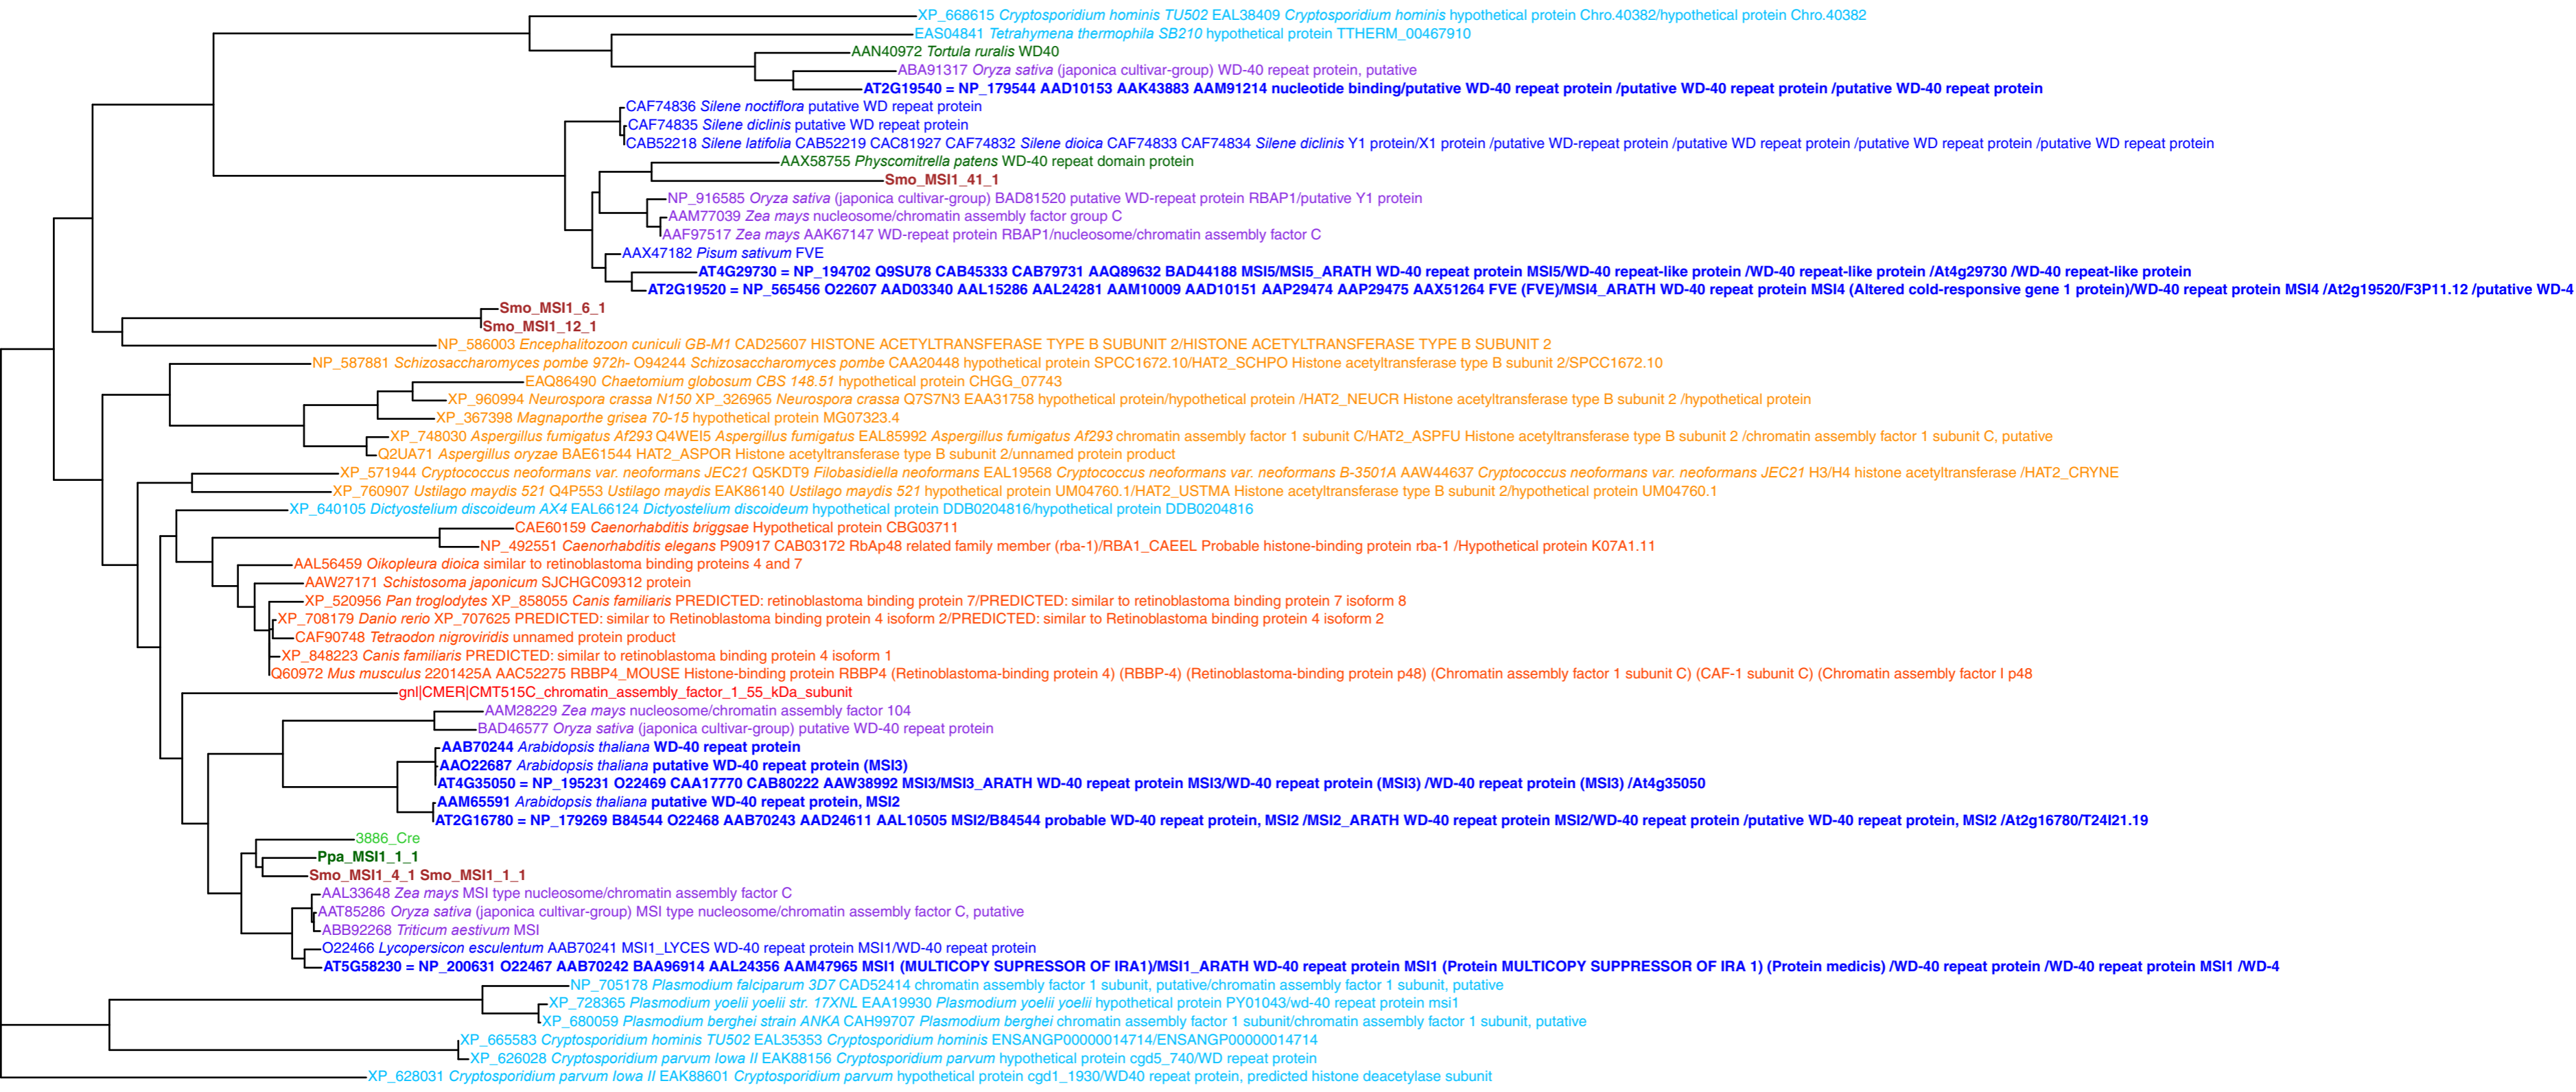 XP_668615 Cryptosporidium hominis TU502 EAL38409 Cryptosporidium hominis hypothetical protein Chro.40382/hypothetical protein Chro.40382
EAS04841 Tetrahymena thermophila SB210 hypothetical protein TTHERM_00467910
AAN40972 Tortula ruralis WD40
ABA91317 Oryza sativa (japonica cultivar-group) WD-40 repeat protein, putative
AT2G19540 = NP_179544 AAD10153 AAK43883 AAM91214 nucleotide binding/putative WD-40 repeat protein /putative WD-40 repeat protein /putative WD-40 repeat protein
CAF74836 Silene noctiflora putative WD repeat protein
CAF74835 Silene diclinis putative WD repeat protein
CAB52218 Silene latifolia CAB52219 CAC81927 CAF74832 Silene dioica CAF74833 CAF74834 Silene diclinis Y1 protein/X1 protein /putative WD-repeat protein /putative WD repeat protein /putative WD repeat protein /putative WD repeat protein
AAX58755 Physcomitrella patens WD-40 repeat domain protein
Smo_MSI1_41_1
NP_916585 Oryza sativa (japonica cultivar-group) BAD81520 putative WD-repeat protein RBAP1/putative Y1 protein
AAM77039 Zea mays nucleosome/chromatin assembly factor group C
AAF97517 Zea mays AAK67147 WD-repeat protein RBAP1/nucleosome/chromatin assembly factor C
AAX47182 Pisum sativum FVE
AT4G29730 = NP_194702 Q9SU78 CAB45333 CAB79731 AAQ89632 BAD44188 MSI5/MSI5_ARATH WD-40 repeat protein MSI5/WD-40 repeat-like protein /WD-40 repeat-like protein /At4g29730 /WD-40 repeat-like protein
AT2G19520 = NP_565456 O22607 AAD03340 AAL15286 AAL24281 AAM10009 AAD10151 AAP29474 AAP29475 AAX51264 FVE (FVE)/MSI4_ARATH WD-40 repeat protein MSI4 (Altered cold-responsive gene 1 protein)/WD-40 repeat protein MSI4 /At2g19520/F3P11.12 /putative WD-4
Smo_MSI1_6_1
Smo_MSI1_12_1
NP_586003 Encephalitozoon cuniculi GB-M1 CAD25607 HISTONE ACETYLTRANSFERASE TYPE B SUBUNIT 2/HISTONE ACETYLTRANSFERASE TYPE B SUBUNIT 2
NP_587881 Schizosaccharomyces pombe 972h- O94244 Schizosaccharomyces pombe CAA20448 hypothetical protein SPCC1672.10/HAT2_SCHPO Histone acetyltransferase type B subunit 2/SPCC1672.10
EAQ86490 Chaetomium globosum CBS 148.51 hypothetical protein CHGG_07743
XP_960994 Neurospora crassa N150 XP_326965 Neurospora crassa Q7S7N3 EAA31758 hypothetical protein/hypothetical protein /HAT2_NEUCR Histone acetyltransferase type B subunit 2 /hypothetical protein
XP_367398 Magnaporthe grisea 70-15 hypothetical protein MG07323.4
XP_748030 Aspergillus fumigatus Af293 Q4WEI5 Aspergillus fumigatus EAL85992 Aspergillus fumigatus Af293 chromatin assembly factor 1 subunit C/HAT2_ASPFU Histone acetyltransferase type B subunit 2 /chromatin assembly factor 1 subunit C, putative
Q2UA71 Aspergillus oryzae BAE61544 HAT2_ASPOR Histone acetyltransferase type B subunit 2/unnamed protein product
XP_571944 Cryptococcus neoformans var. neoformans JEC21 Q5KDT9 Filobasidiella neoformans EAL19568 Cryptococcus neoformans var. neoformans B-3501A AAW44637 Cryptococcus neoformans var. neoformans JEC21 H3/H4 histone acetyltransferase /HAT2_CRYNE
XP_760907 Ustilago maydis 521 Q4P553 Ustilago maydis EAK86140 Ustilago maydis 521 hypothetical protein UM04760.1/HAT2_USTMA Histone acetyltransferase type B subunit 2/hypothetical protein UM04760.1
XP_640105 Dictyostelium discoideum AX4 EAL66124 Dictyostelium discoideum hypothetical protein DDB0204816/hypothetical protein DDB0204816
CAE60159 Caenorhabditis briggsae Hypothetical protein CBG03711
NP_492551 Caenorhabditis elegans P90917 CAB03172 RbAp48 related family member (rba-1)/RBA1_CAEEL Probable histone-binding protein rba-1 /Hypothetical protein K07A1.11
AAL56459 Oikopleura dioica similar to retinoblastoma binding proteins 4 and 7
AAW27171 Schistosoma japonicum SJCHGC09312 protein
XP_520956 Pan troglodytes XP_858055 Canis familiaris PREDICTED: retinoblastoma binding protein 7/PREDICTED: similar to retinoblastoma binding protein 7 isoform 8
XP_708179 Danio rerio XP_707625 PREDICTED: similar to Retinoblastoma binding protein 4 isoform 2/PREDICTED: similar to Retinoblastoma binding protein 4 isoform 2
CAF90748 Tetraodon nigroviridis unnamed protein product
XP_848223 Canis familiaris PREDICTED: similar to retinoblastoma binding protein 4 isoform 1
Q60972 Mus musculus 2201425A AAC52275 RBBP4_MOUSE Histone-binding protein RBBP4 (Retinoblastoma-binding protein 4) (RBBP-4) (Retinoblastoma-binding protein p48) (Chromatin assembly factor 1 subunit C) (CAF-1 subunit C) (Chromatin assembly factor I p48
gnl|CMER|CMT515C_chromatin_assembly_factor_1_55_kDa_subunit
AAM28229 Zea mays nucleosome/chromatin assembly factor 104
BAD46577 Oryza sativa (japonica cultivar-group) putative WD-40 repeat protein
AAB70244 Arabidopsis thaliana WD-40 repeat protein
AAO22687 Arabidopsis thaliana putative WD-40 repeat protein (MSI3)
AT4G35050 = NP_195231 O22469 CAA17770 CAB80222 AAW38992 MSI3/MSI3_ARATH WD-40 repeat protein MSI3/WD-40 repeat protein (MSI3) /WD-40 repeat protein (MSI3) /At4g35050
AAM65591 Arabidopsis thaliana putative WD-40 repeat protein, MSI2
AT2G16780 = NP_179269 B84544 O22468 AAB70243 AAD24611 AAL10505 MSI2/B84544 probable WD-40 repeat protein, MSI2 /MSI2_ARATH WD-40 repeat protein MSI2/WD-40 repeat protein /putative WD-40 repeat protein, MSI2 /At2g16780/T24I21.19
3886_Cre
Ppa_MSI1_1_1
Smo_MSI1_4_1 Smo_MSI1_1_1
AAL33648 Zea mays MSI type nucleosome/chromatin assembly factor C
AAT85286 Oryza sativa (japonica cultivar-group) MSI type nucleosome/chromatin assembly factor C, putative
ABB92268 Triticum aestivum MSI
O22466 Lycopersicon esculentum AAB70241 MSI1_LYCES WD-40 repeat protein MSI1/WD-40 repeat protein
AT5G58230 = NP_200631 O22467 AAB70242 BAA96914 AAL24356 AAM47965 MSI1 (MULTICOPY SUPRESSOR OF IRA1)/MSI1_ARATH WD-40 repeat protein MSI1 (Protein MULTICOPY SUPPRESSOR OF IRA 1) (Protein medicis) /WD-40 repeat protein /WD-40 repeat protein MSI1 /WD-4
NP_705178 Plasmodium falciparum 3D7 CAD52414 chromatin assembly factor 1 subunit, putative/chromatin assembly factor 1 subunit, putative
XP_728365 Plasmodium yoelii yoelii str. 17XNL EAA19930 Plasmodium yoelii yoelii hypothetical protein PY01043/wd-40 repeat protein msi1
XP_680059 Plasmodium berghei strain ANKA CAH99707 Plasmodium berghei chromatin assembly factor 1 subunit/chromatin assembly factor 1 subunit, putative
XP_665583 Cryptosporidium hominis TU502 EAL35353 Cryptosporidium hominis ENSANGP00000014714/ENSANGP00000014714
XP_626028 Cryptosporidium parvum Iowa II EAK88156 Cryptosporidium parvum hypothetical protein cgd5_740/WD repeat protein
XP_628031 Cryptosporidium parvum Iowa II EAK88601 Cryptosporidium parvum hypothetical protein cgd1_1930/WD40 repeat protein, predicted histone deacetylase subunit